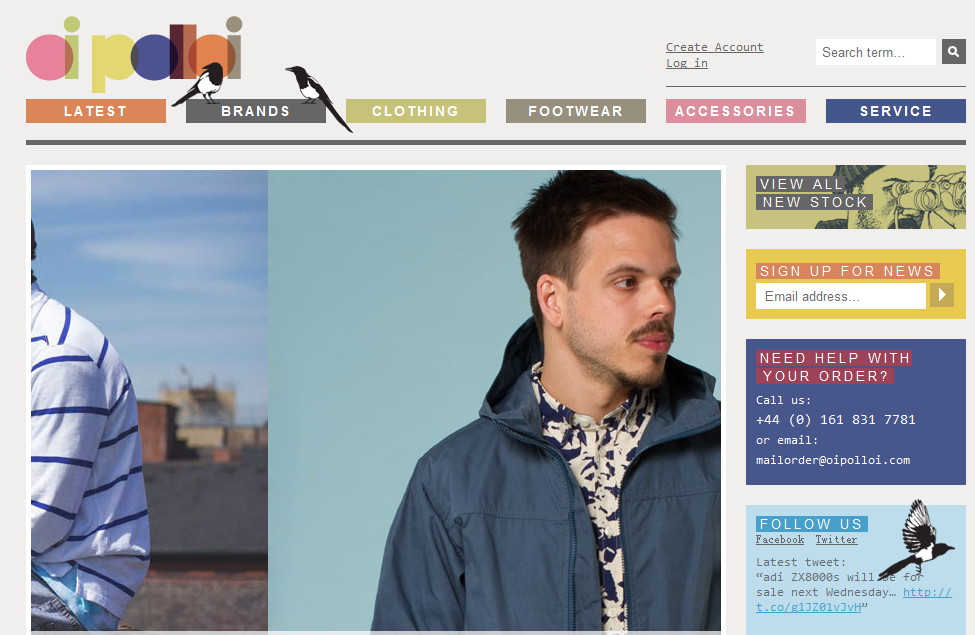 oi polloi
Create Account
Log in
Search term...
LATEST
BRANDS
CLOTHING
FOOTWEAR
ACCESSORIES
SERVICE
VIEW ALL
NEW STOCK
SIGN UP FOR NEWS
Email address...
NEED HELP WITH
YOUR ORDER?
Call us:
+44 (0) 161 831 7781
or email:
mailorder@oipolloi.com
FOLLOW US
Facebook Twitter
Latest tweet:
“adi ZX8000s will be for
sale next Wednesday… http://
t.co/g1JZ01vJvH”